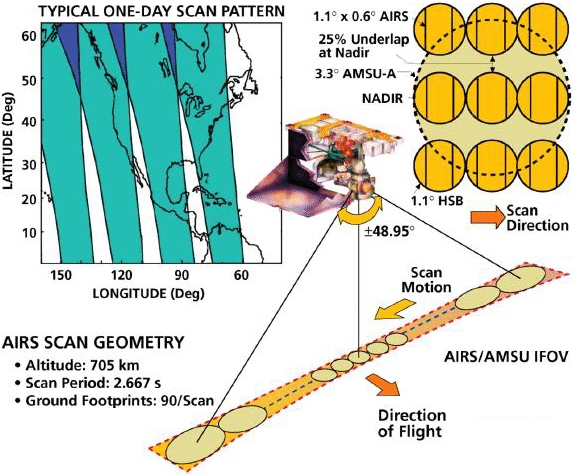 TYPICAL ONE-DAY SCAN PATTERN
60
50
40
30
20
10
LATITUDE (Deg)
150 120 90 60
LONGITUDE (Deg)
1.1° x 0.6° AIRS
25% Underlap
at Nadir
3.3° AMSU-A
NADIR
1.1° HSB
Scan
Direction
±48.95°
Scan
Motion
AIRS/AMSU IFOV
Direction
of Flight
AIRS SCAN GEOMETRY
• Altitude: 705 km
• Scan Period: 2.667 s
• Ground Footprints: 90/Scan